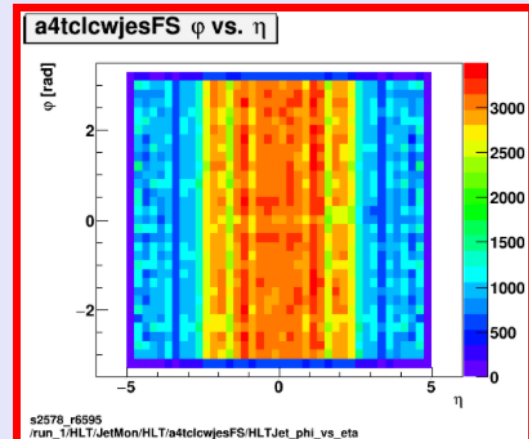 a4tclcwjesFS φ vs. η
φ [rad]
2
0
−2
−5
0
5
η
3000
2500
2000
1500
1000
500
0
s2578_r6595
/run_1/HLT/JetMon/HLT/a4tclcwjesFS/HLTJet_phi_vs_eta